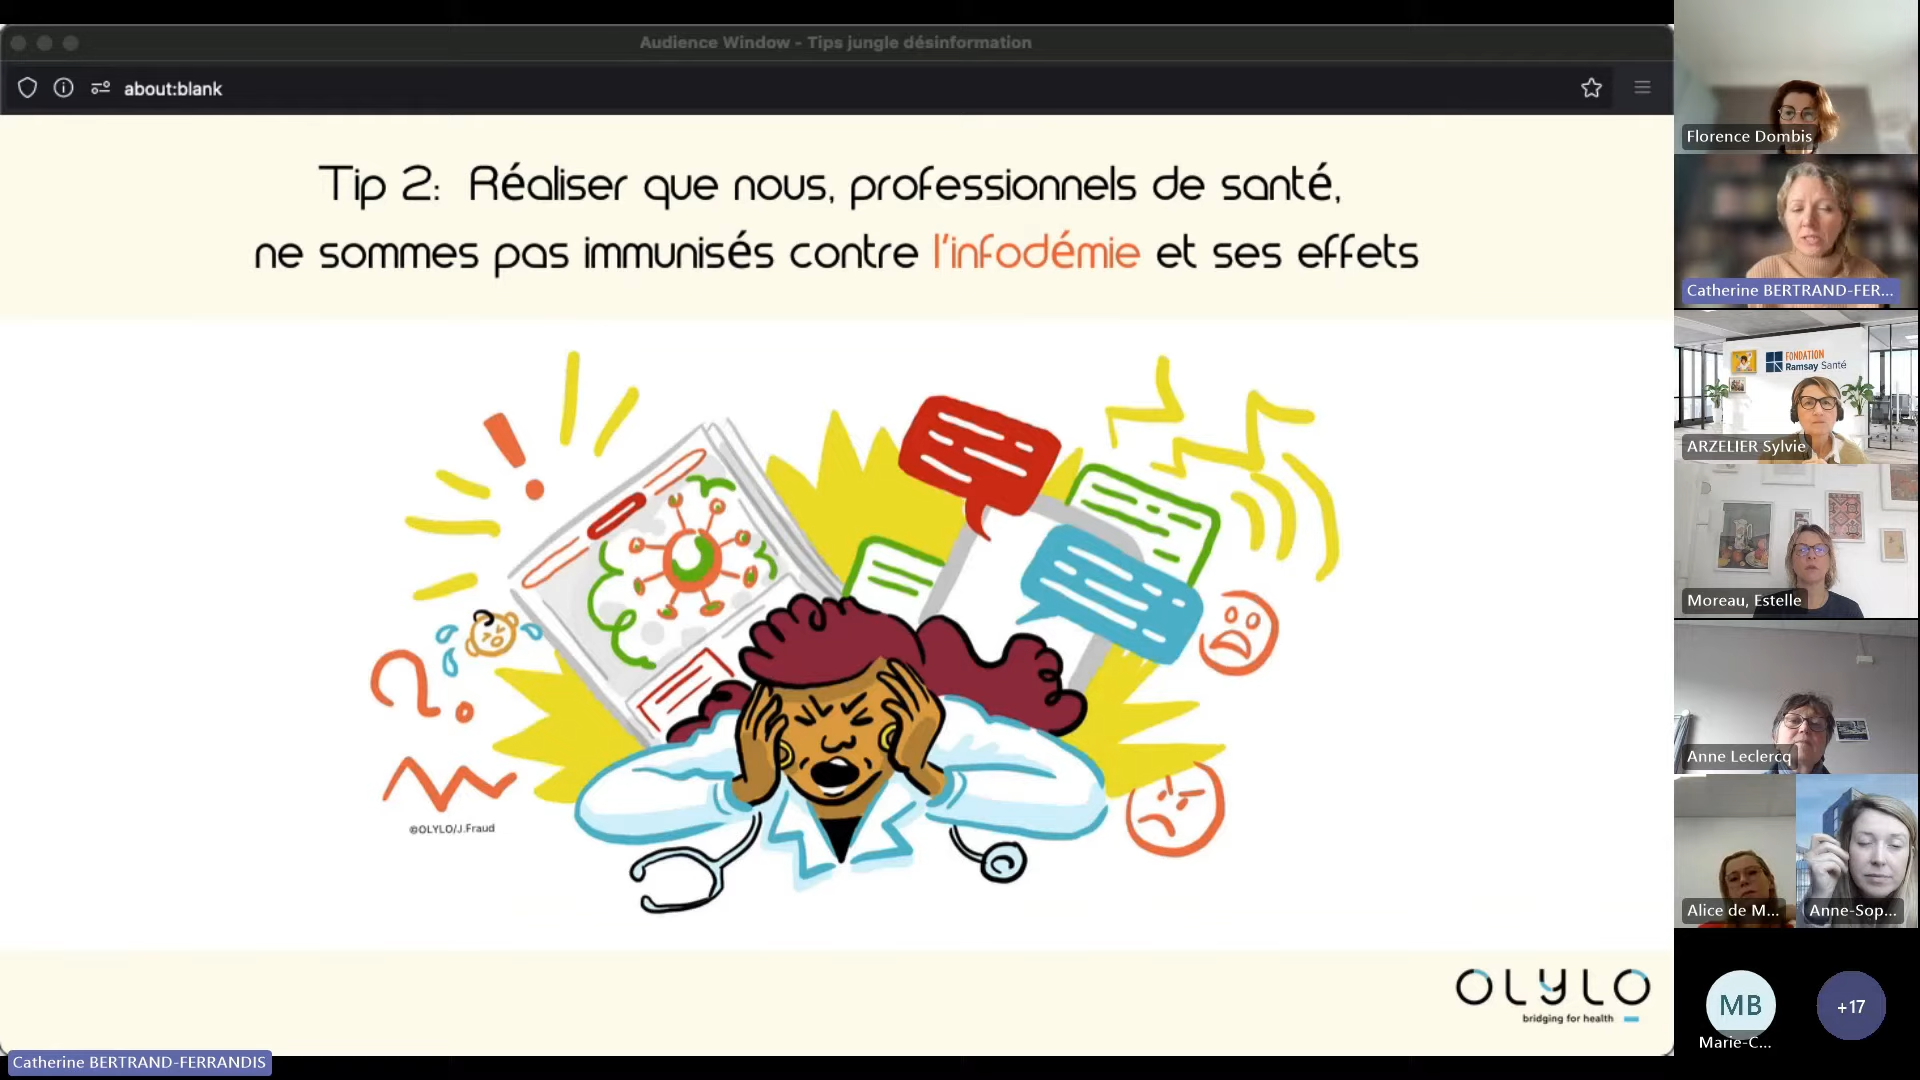 Audience Window - Tips jungle désinformation
about:blank
Tip 2: Réaliser que nous, professionnels de santé,
ne sommes pas immunisés contre l'infodémie et ses effets
©OLYLO/J.Fraud
OLYLO
bridging for health
Catherine BERTRAND-FERRANDIS
Florence Dombis
Catherine BERTRAND-FER...
FONDATION
Ramsay Santé
ARZELIER Sylvie
Moreau, Estelle
Anne Leclercq
Alice de M...
Anne-Sop...
MB
+17
Marie-C...